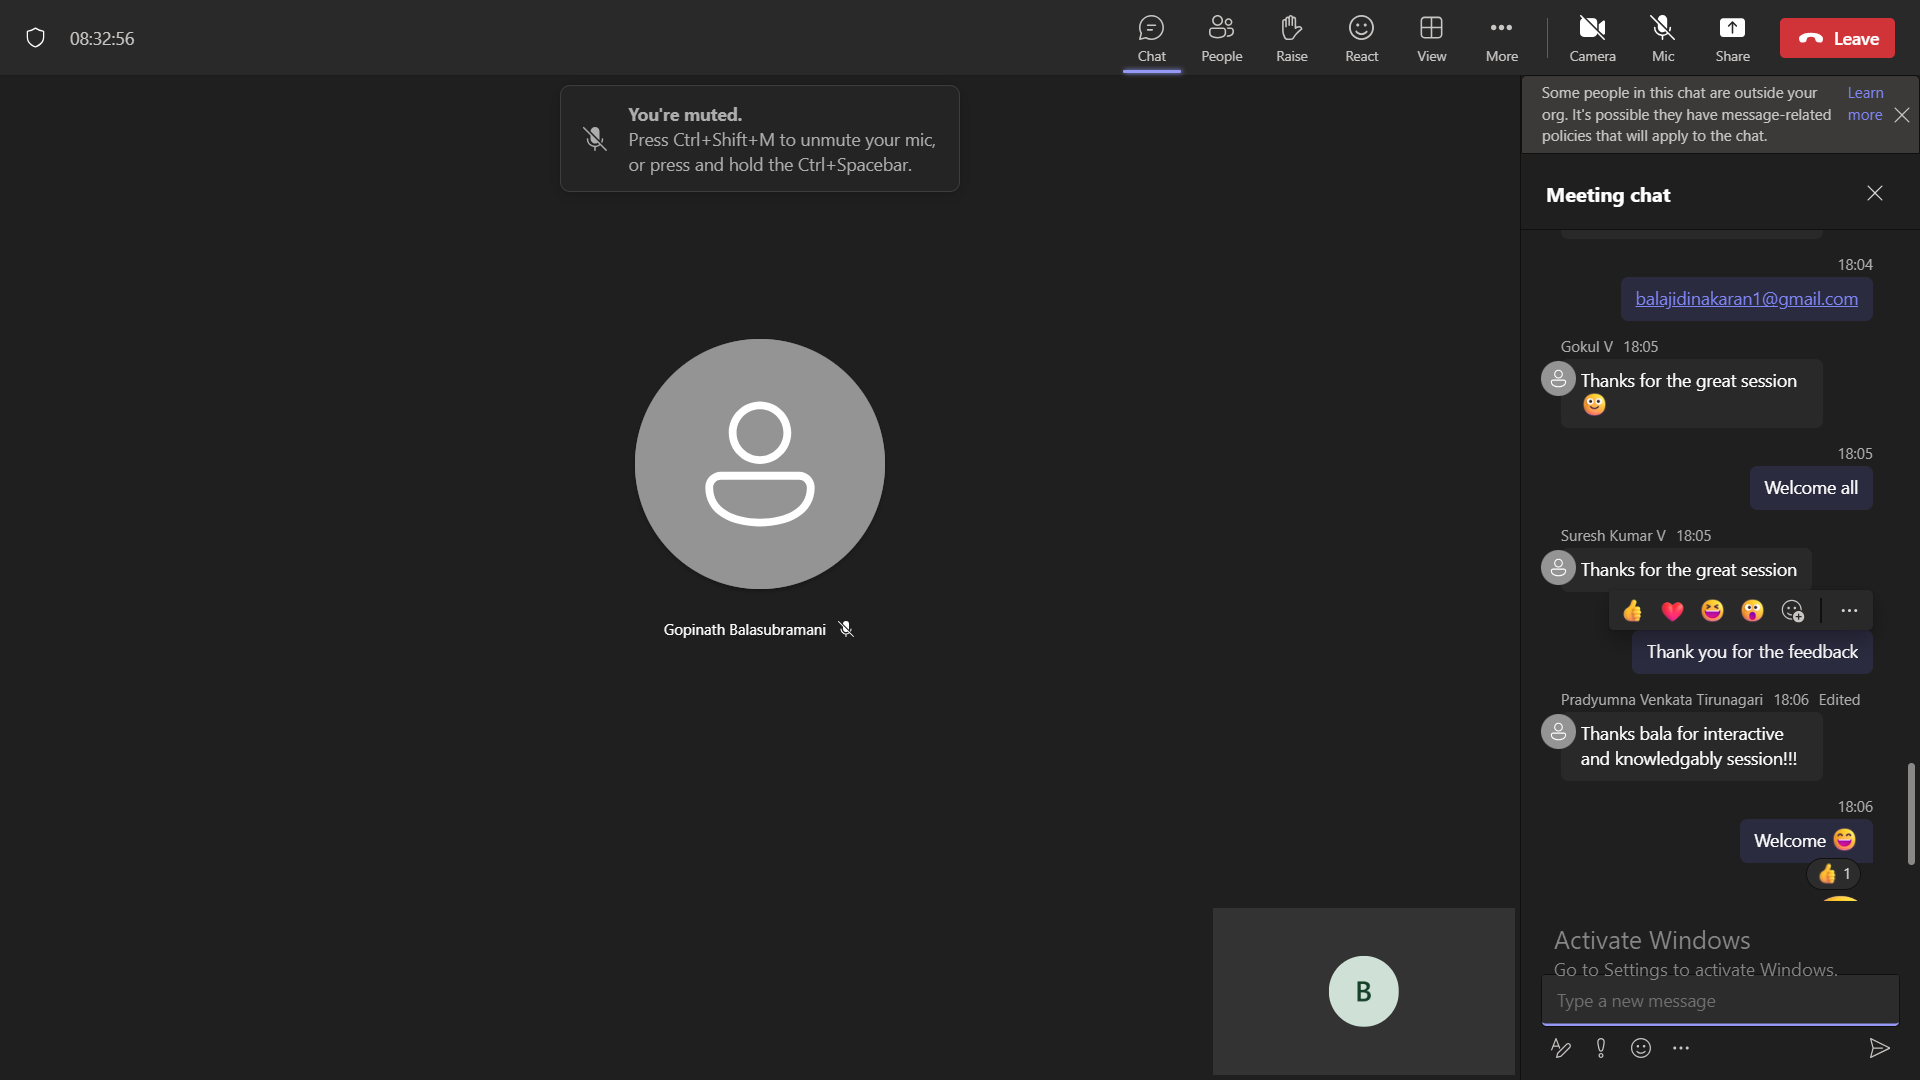 08:32:56
Chat
People
Raise
React
View
More
Camera
Mic
Share
Leave
You're muted.
Press Ctrl+Shift+M to unmute your mic,
or press and hold the Ctrl+Spacebar.
Gopinath Balasubramani
B
Some people in this chat are outside your
org. It's possible they have message-related
policies that will apply to the chat.
Learn
more
Meeting chat
18:04
balajidinakaran1@gmail.com
Gokul V 18:05
Thanks for the great session
18:05
Welcome all
Suresh Kumar V 18:05
Thanks for the great session
Thank you for the feedback
Pradyumna Venkata Tirunagari 18:06 Edited
Thanks bala for interactive
and knowledgably session!!!
18:06
Welcome 😄
👍 1
Activate Windows
Go to Settings to activate Windows.
Type a new message